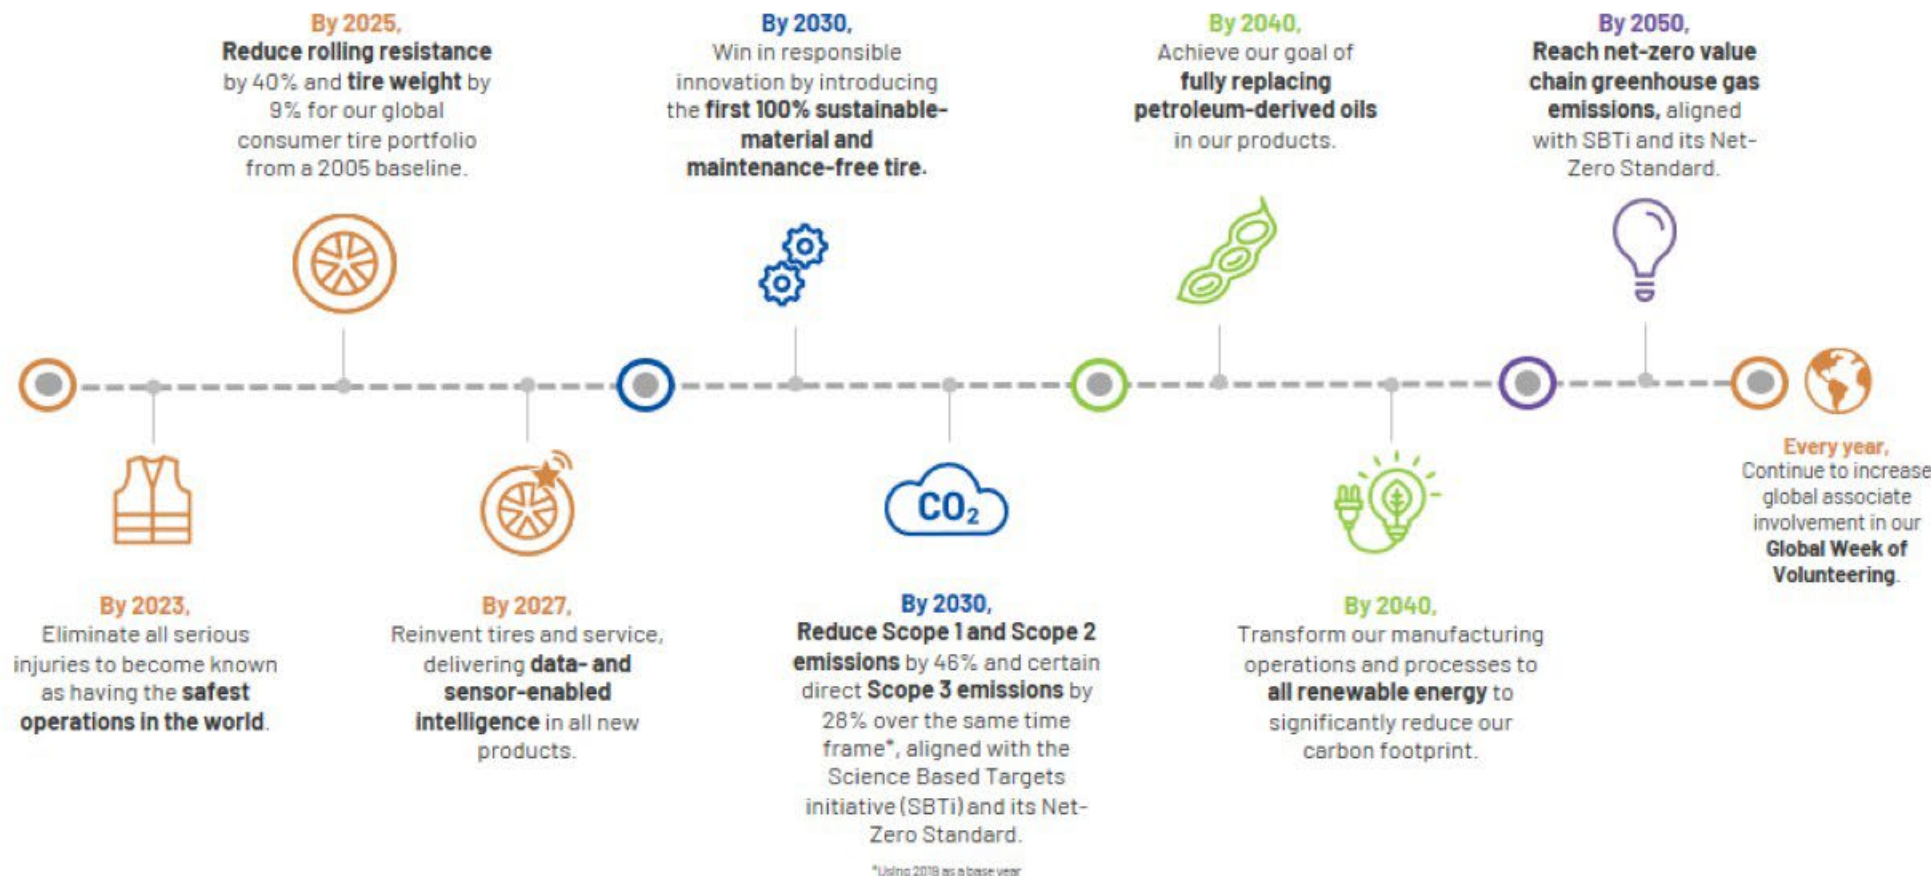 By 2025,
Reduce rolling resistance
by 40% and tire weight by
9% for our global
consumer tire portfolio
from a 2005 baseline.
By 2030,
Win in responsible
innovation by introducing
the first 100% sustainable-
material and
maintenance-free tire.
By 2040,
Achieve our goal of
fully replacing
petroleum-derived oils
in our products.
By 2050,
Reach net-zero value
chain greenhouse gas
emissions, aligned
with SBTi and its Net-
Zero Standard.
CO₂
By 2023,
Eliminate all serious
injuries to become known
as having the safest
operations in the world.
By 2027,
Reinvent tires and service,
delivering data- and
sensor-enabled
intelligence in all new
products.
By 2030,
Reduce Scope 1 and Scope 2
emissions by 46% and certain
direct Scope 3 emissions by
28% over the same time
frame*, aligned with the
Science Based Targets
initiative (SBTi) and its Net-
Zero Standard.
*Using 2019 as a base year
By 2040,
Transform our manufacturing
operations and processes to
all renewable energy to
significantly reduce our
carbon footprint.
Every year,
Continue to increase
global associate
involvement in our
Global Week of
Volunteering.